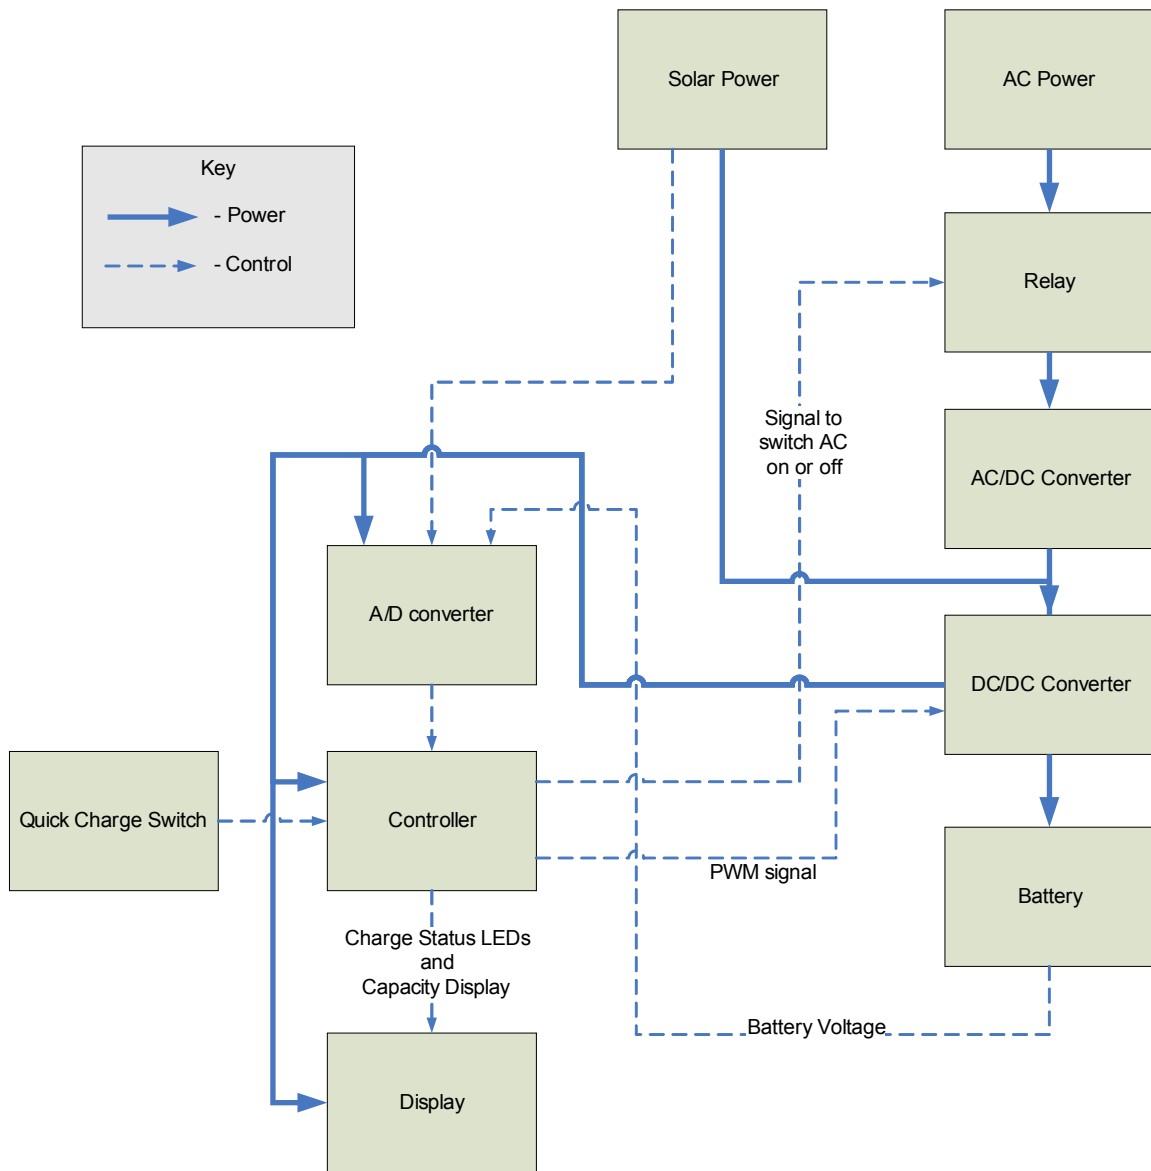 Solar Power
AC Power
Key
- Power
- Control
Relay
Signal to
switch AC
on or off
AC/DC Converter
A/D converter
DC/DC Converter
Quick Charge Switch
Controller
PWM signal
Battery
Charge Status LEDs
and
Capacity Display
Battery Voltage
Display